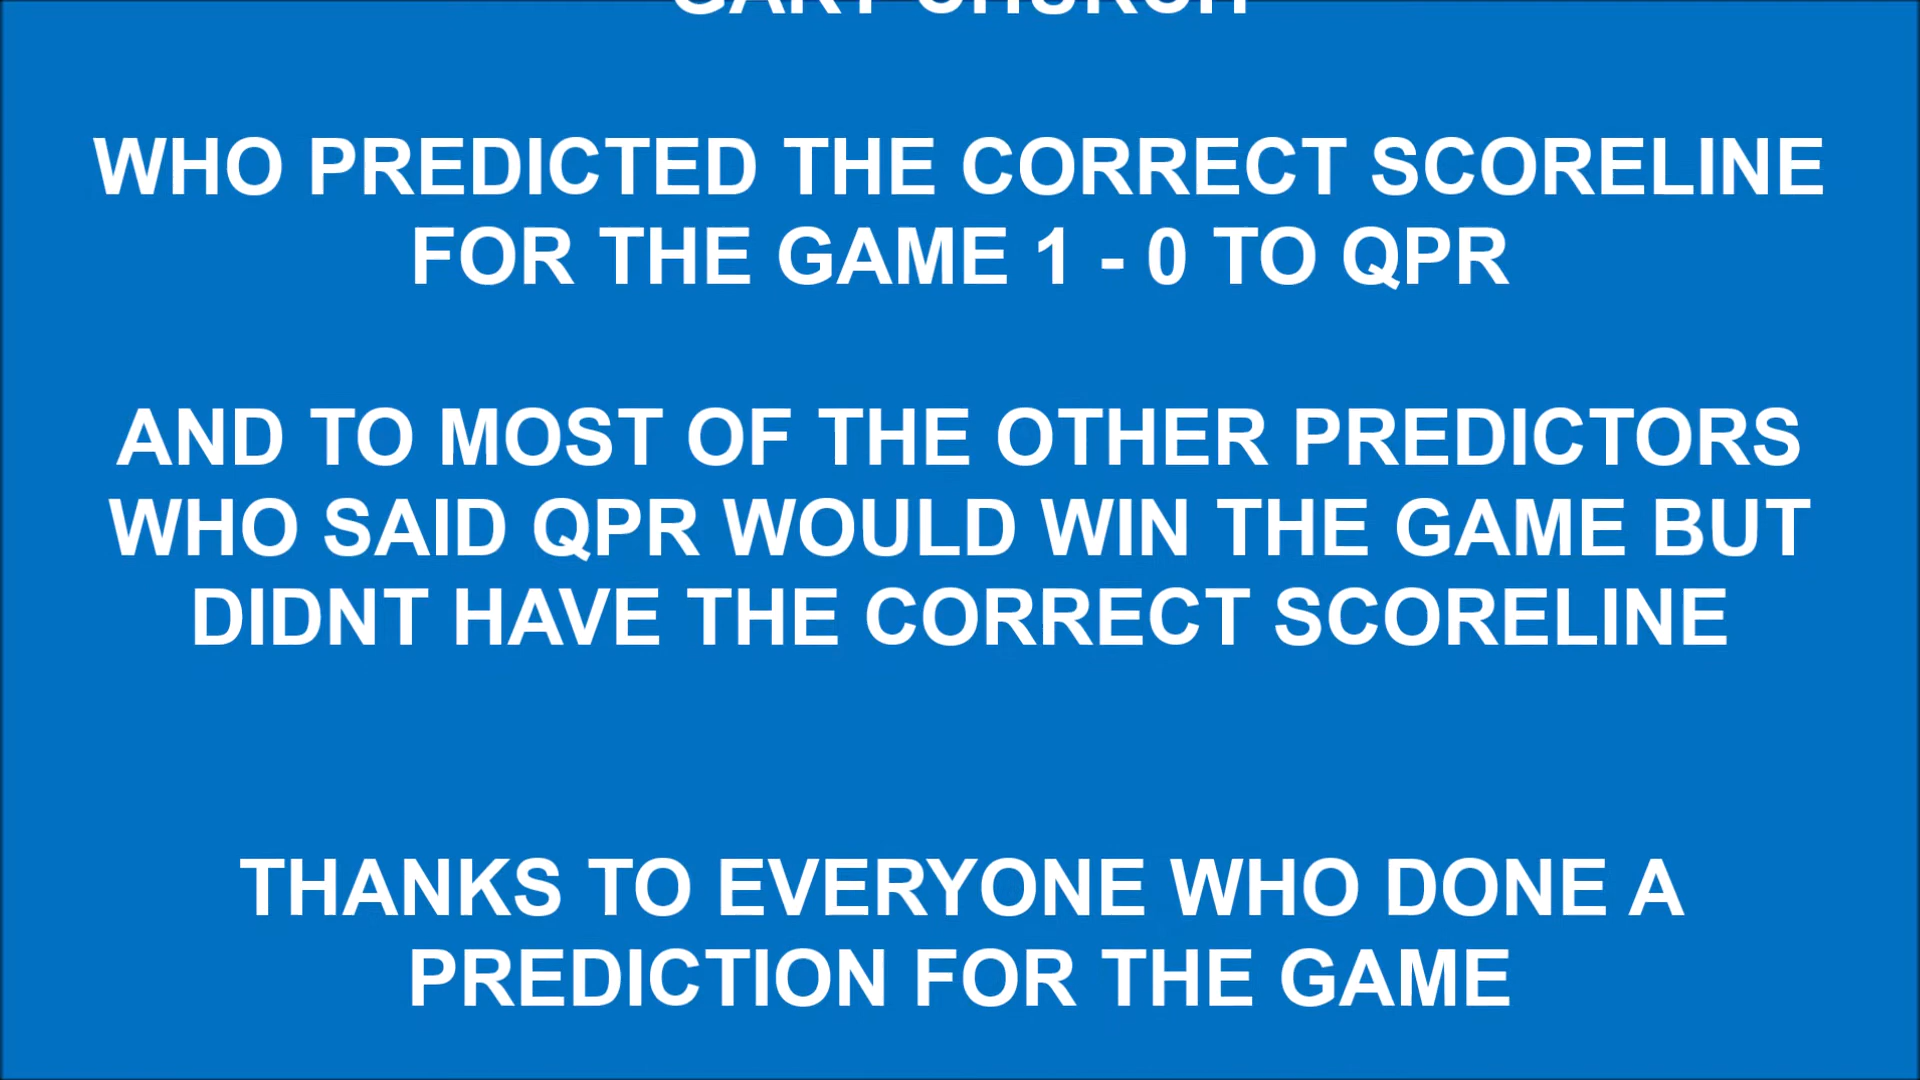 GARY CHURCH
WHO PREDICTED THE CORRECT SCORELINE
FOR THE GAME 1 - 0 TO QPR
AND TO MOST OF THE OTHER PREDICTORS
WHO SAID QPR WOULD WIN THE GAME BUT
DIDNT HAVE THE CORRECT SCORELINE
THANKS TO EVERYONE WHO DONE A
PREDICTION FOR THE GAME